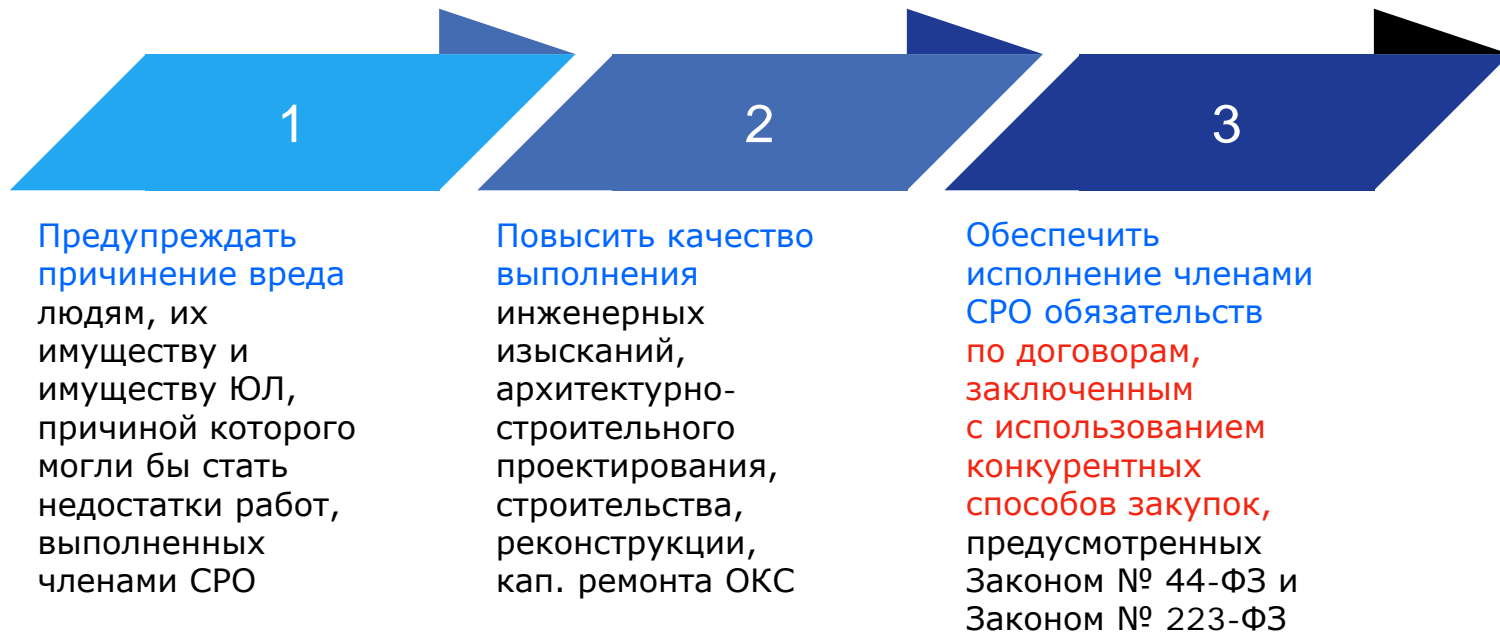 1
Предупреждать
причинение вреда
людям, их
имуществу и
имуществу ЮЛ,
причиной которого
могли бы стать
недостатки работ,
выполненных
членами СРО
2
Повысить качество
выполнения
инженерных
изысканий,
архитектурно-
строительного
проектирования,
строительства,
реконструкции,
кап. ремонта ОКС
3
Обеспечить
исполнение членами
СРО обязательств
по договорам,
заключенным
с использованием
конкурентных
способов закупок,
предусмотренных
Законом № 44-ФЗ и
Законом № 223-ФЗ